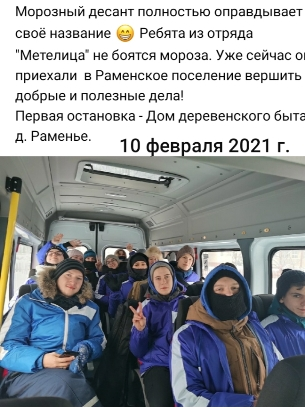 Морозный десант полностью оправдывает
своё название 😁 Ребята из отряда
"Метелица" не боятся мороза. Уже сейчас о
приехали в Раменское поселение вершить
добрые и полезные дела!
Первая остановка - Дом деревенского быта
д. Раменье.
10 февраля 2021 г.